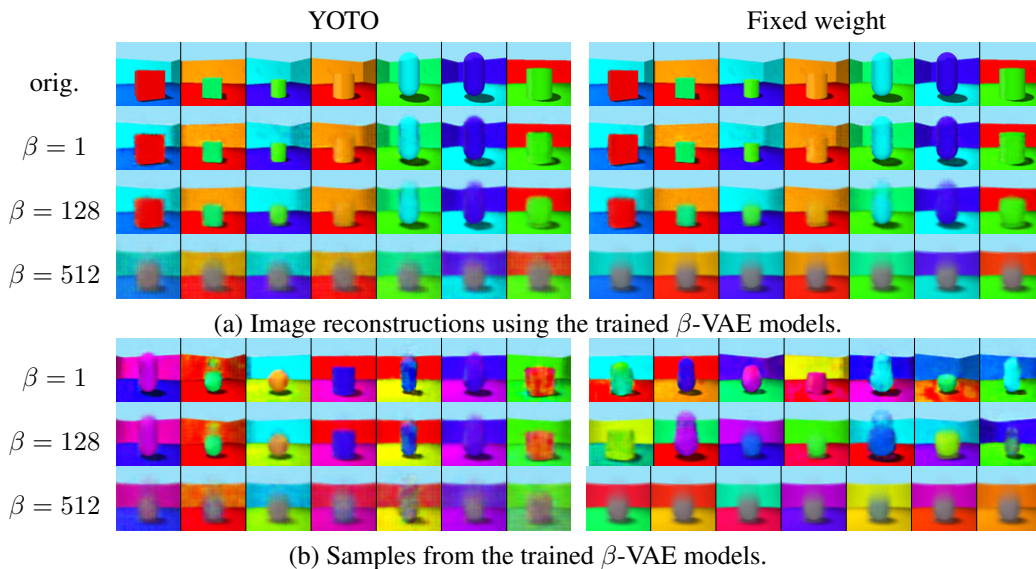 YOTO Fixed weight
orig.
β = 1
β = 128
β = 512
(a) Image reconstructions using the trained β-VAE models.
β = 1
β = 128
β = 512
(b) Samples from the trained β-VAE models.